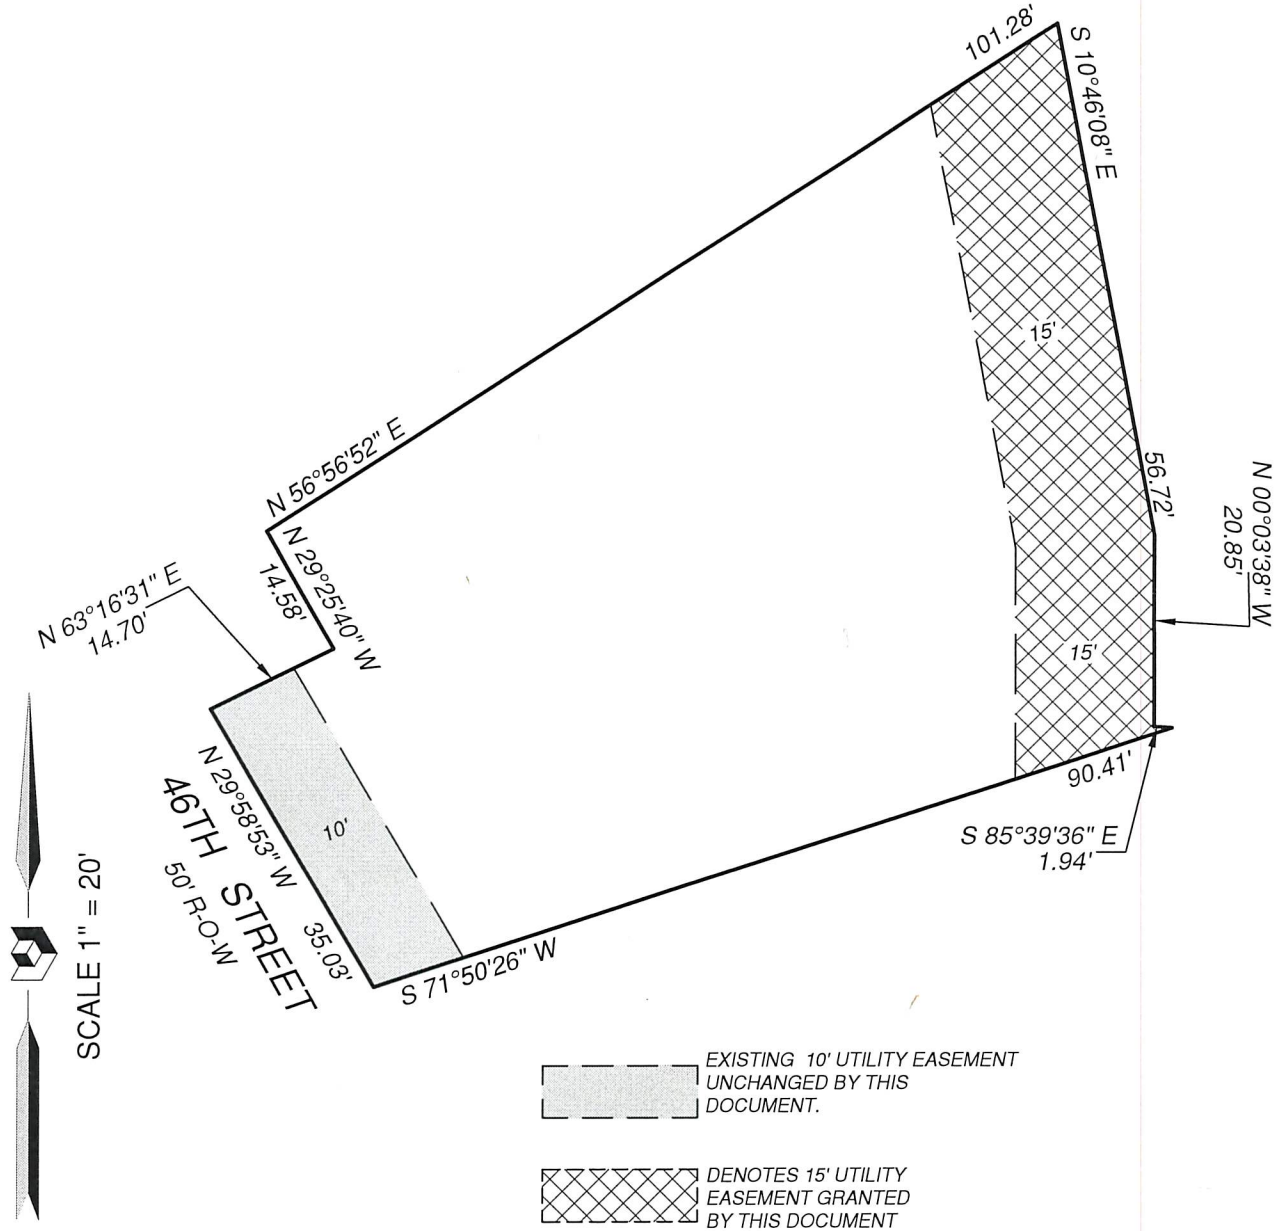 101.28'
S 10°46'08" E
15'
N 56°56'52" E
56.72'
N 00°03'38" W
20.85'
N 29°25'40" W
14.58'
N 63°16'31" E
14.70'
15'
90.41'
S 85°39'36" E
1.94'
N 29°58'53" W
35.03'
10'
46TH STREET
50' R-O-W
S 71°50'26" W
SCALE 1" = 20'
EXISTING 10' UTILITY EASEMENT
UNCHANGED BY THIS
DOCUMENT.
DENOTES 15' UTILITY
EASEMENT GRANTED
BY THIS DOCUMENT